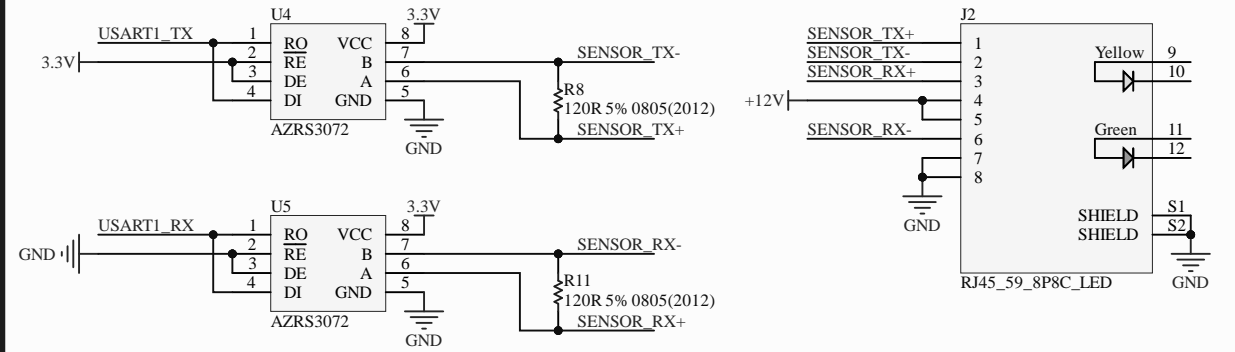 U4
USART1_TX
3.3V
1
2
3
4
RO
RE
DE
DI
VCC
B
A
GND
8
7
6
5
3.3V
AZRS3072
GND
SENSOR_TX-
R8
120R 5% 0805(2012)
SENSOR_TX+
U5
USART1_RX
GND
1
2
3
4
RO
RE
DE
DI
VCC
B
A
GND
8
7
6
5
3.3V
AZRS3072
GND
SENSOR_RX-
R11
120R 5% 0805(2012)
SENSOR_RX+
J2
SENSOR_TX+
SENSOR_TX-
SENSOR_RX+
+12V
SENSOR_RX-
GND
1
2
3
4
5
6
7
8
Yellow
9
10
Green
11
12
SHIELD
S1
SHIELD
S2
GND
RJ45_59_8P8C_LED